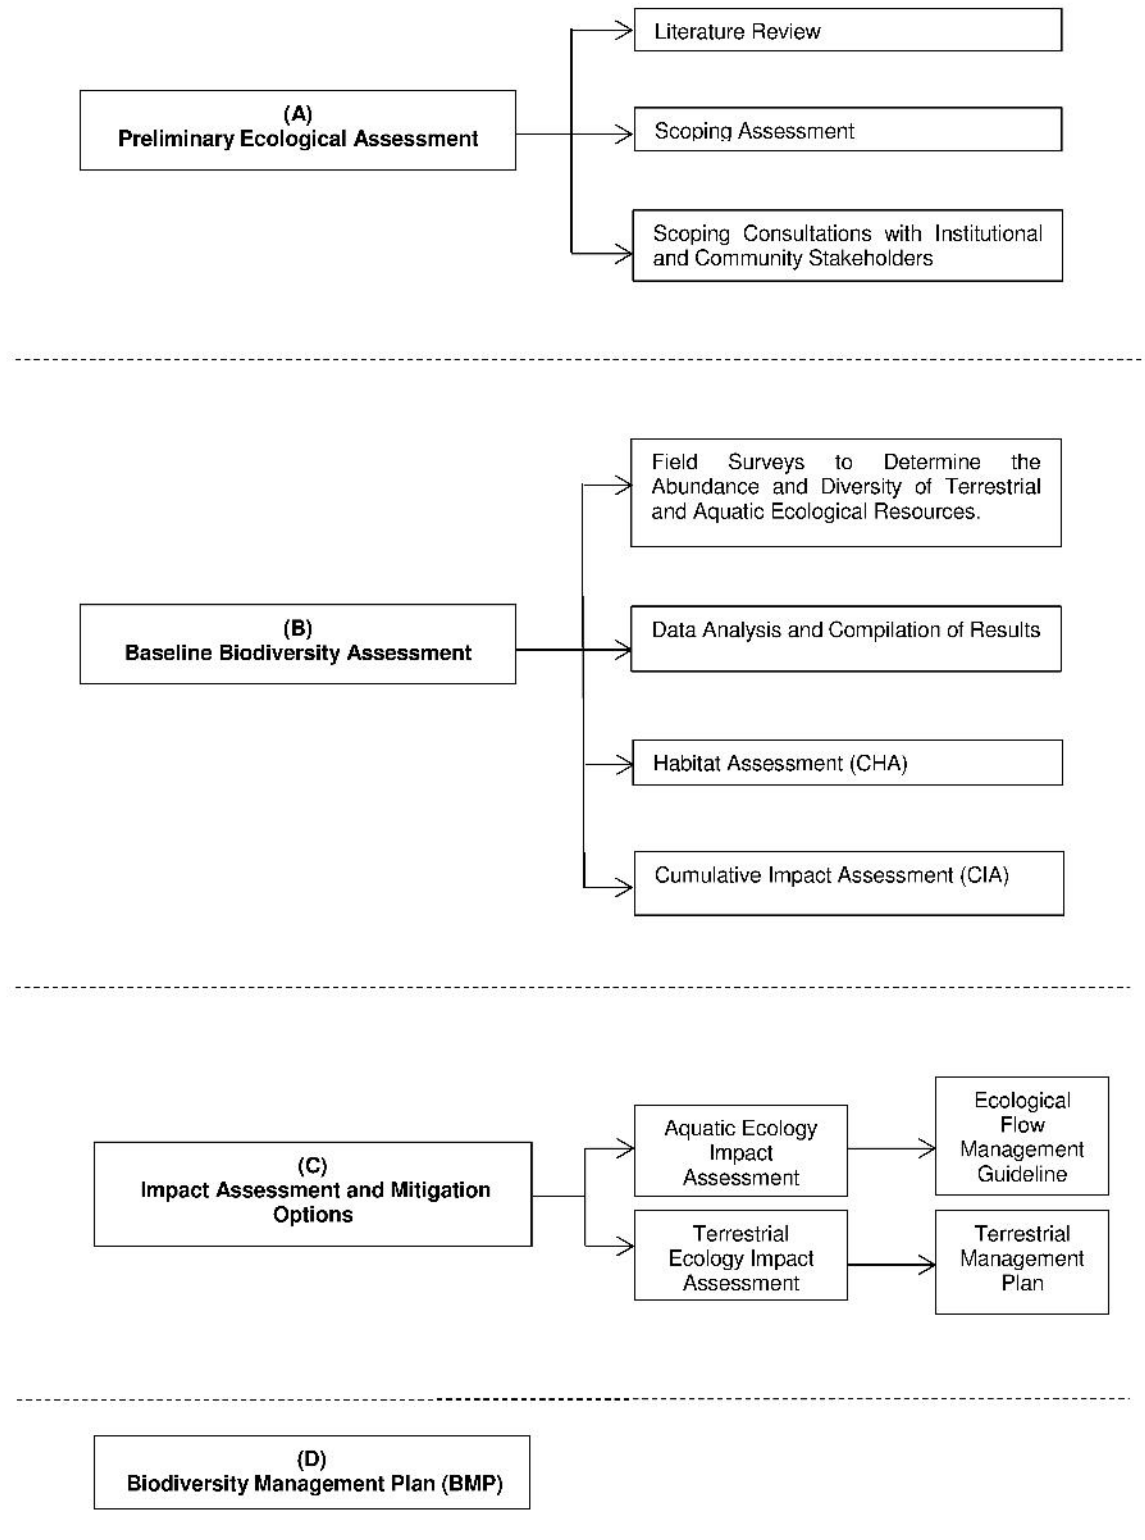 Literature Review
(A)
Preliminary Ecological Assessment
Scoping Assessment
Scoping Consultations with Institutional
and Community Stakeholders
Field Surveys to Determine the
Abundance and Diversity of Terrestrial
and Aquatic Ecological Resources.
(B)
Baseline Biodiversity Assessment
Data Analysis and Compilation of Results
Habitat Assessment (CHA)
Cumulative Impact Assessment (CIA)
(C)
Impact Assessment and Mitigation
Options
Aquatic Ecology
Impact
Assessment
Ecological
Flow
Management
Guideline
Terrestrial
Ecology Impact
Assessment
Terrestrial
Management
Plan
(D)
Biodiversity Management Plan (BMP)